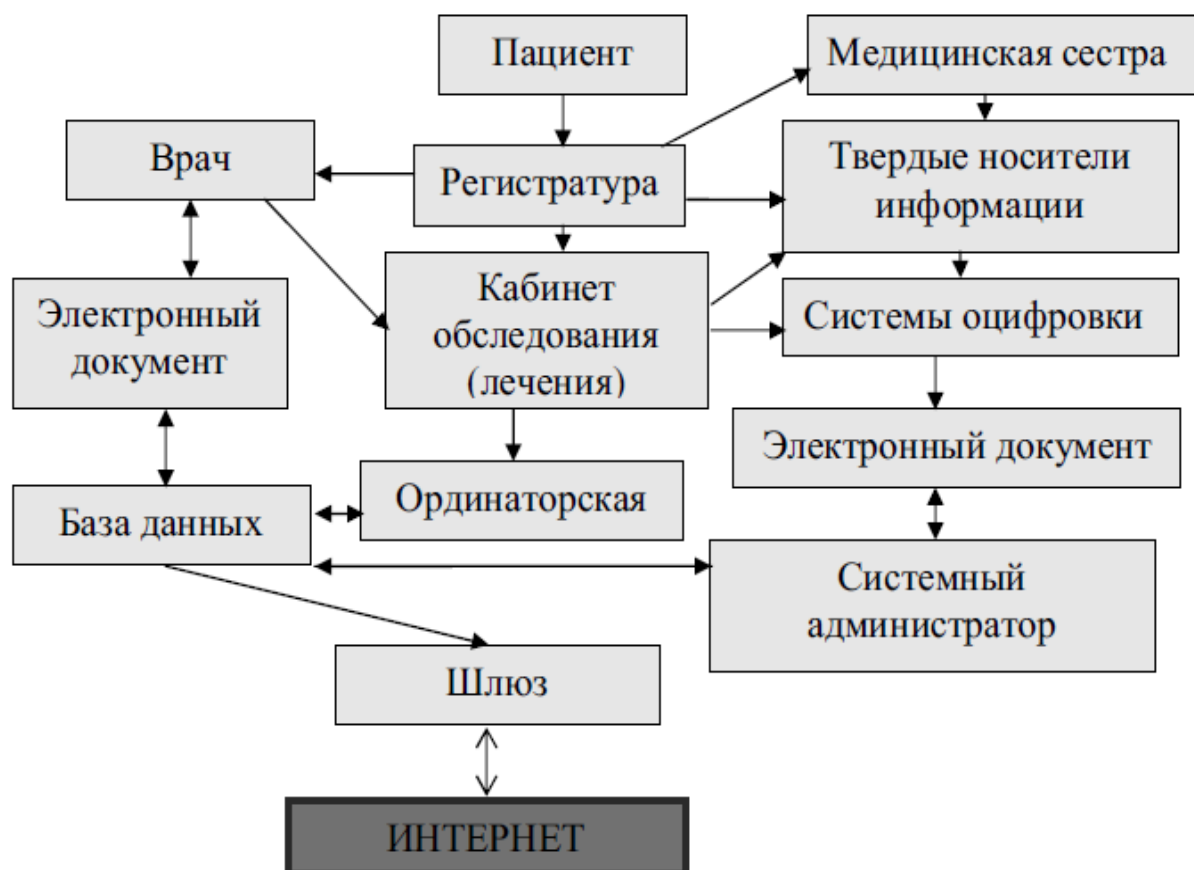 Пациент
Медицинская сестра
Врач
Регистратура
Твердые носители
информации
Электронный
документ
Кабинет
обследования
(лечения)
Системы оцифровки
Электронный документ
База данных
Ординаторская
Системный
администратор
Шлюз
ИНТЕРНЕТ